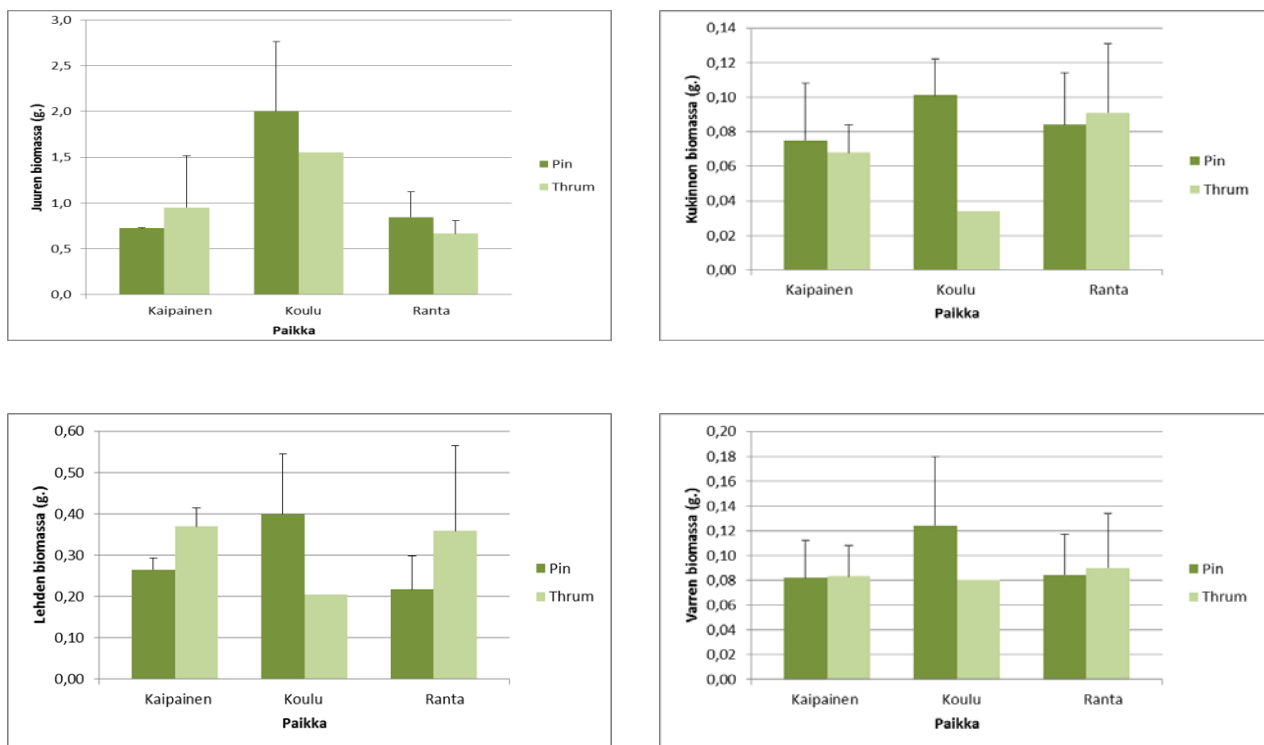 Juuren biomassa (g.)
3,0
2,5
2,0
1,5
1,0
0,5
0,0
Kaipainen Koulu Ranta
Paikka
Pin
Thrum
Kukinnon biomassa (g.)
0,14
0,12
0,10
0,08
0,06
0,04
0,02
0,00
Kaipainen Koulu Ranta
Paikka
Pin
Thrum
Lehden biomassa (g.)
0,60
0,50
0,40
0,30
0,20
0,10
0,00
Kaipainen Koulu Ranta
Paikka
Pin
Thrum
Varren biomassa (g.)
0,20
0,18
0,16
0,14
0,12
0,10
0,08
0,06
0,04
0,02
0,00
Kaipainen Koulu Ranta
Paikka
Pin
Thrum